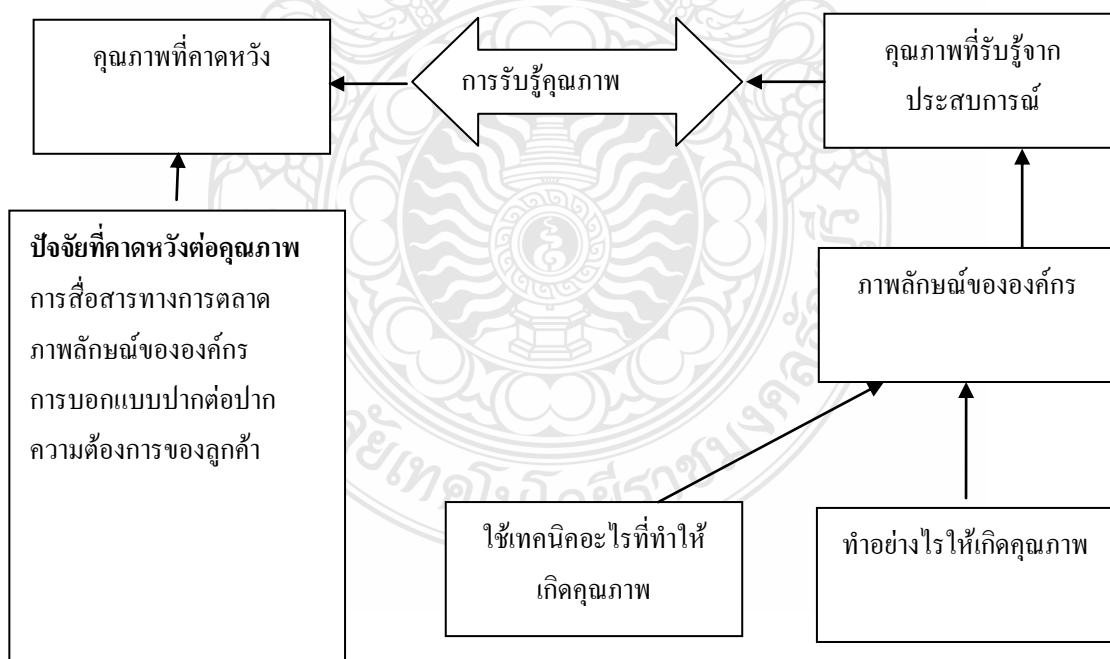 คุณภาพที่คาดหวัง
การรับรู้คุณภาพ
คุณภาพที่รับรู้จาก
ประสบการณ์
ปัจจัยที่คาดหวังต่อคุณภาพ
การสื่อสารทางการตลาด
ภาพลักษณ์ขององค์กร
การบอกแบบปากต่อปาก
ความต้องการของลูกค้า
ภาพลักษณ์ขององค์กร
ใช้เทคนิคอะไรที่ทำให้
เกิดคุณภาพ
ทำอย่างไรให้เกิดคุณภาพ